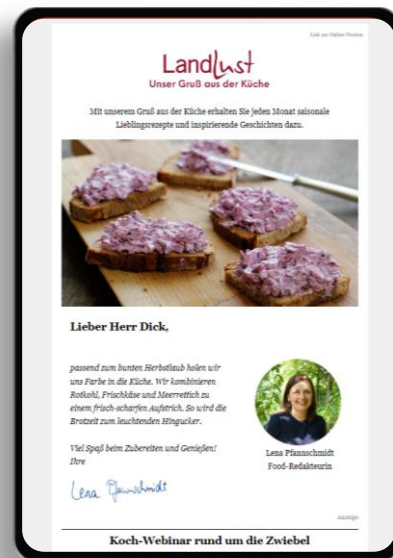 Link zur Online-Version
Landlust
Unser Gruß aus der Küche
Mit unserem Gruß aus der Küche erhalten Sie jeden Monat saisonale
Lieblingsrezepte und inspirierende Geschichten dazu.
Lieber Herr Dick,
passend zum bunten Herbstlaub holen wir
uns Farbe in die Küche. Wir kombinieren
Rotkohl, Frischkäse und Meerrettich zu
einem frisch-scharfen Aufstrich. So wird die
Brotzeit zum leuchtenden Hingucker.
Viel Spaß beim Zubereiten und Genießen!
Ihre
Lena Pfannschmidt
Lena Pfannschmidt
Food-Redakteurin
Anzeige
Koch-Webinar rund um die Zwiebel